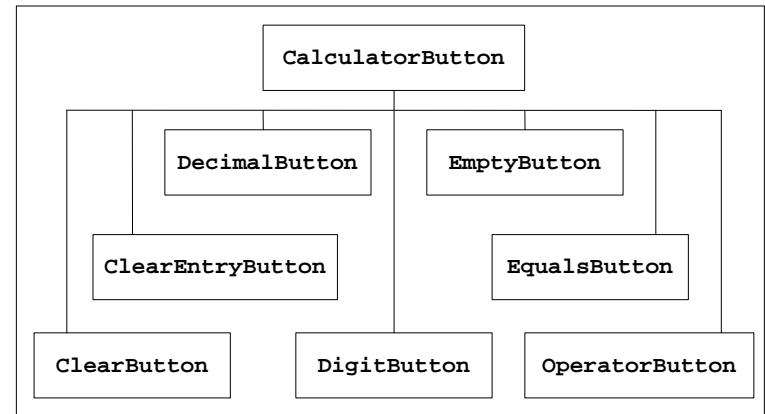 CalculatorButton
DecimalButton
EmptyButton
ClearEntryButton
EqualsButton
ClearButton
DigitButton
OperatorButton